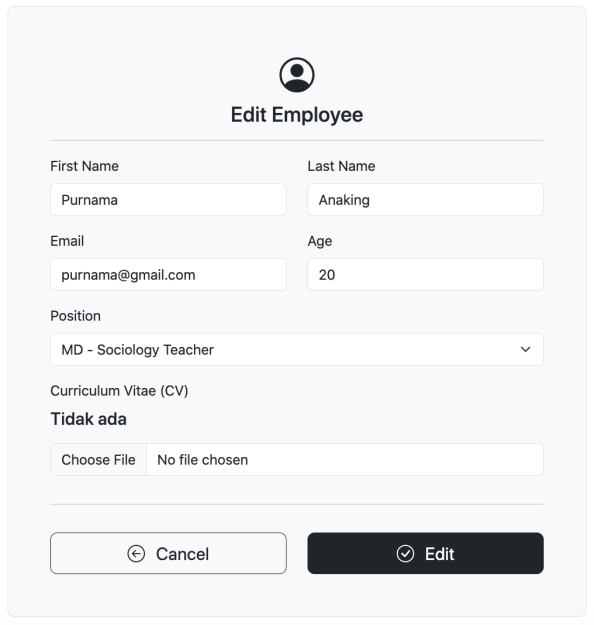 Edit Employee
First Name
Last Name
Purnama
Anaking
Email
Age
purnama@gmail.com
20
Position
MD - Sociology Teacher
Curriculum Vitae (CV)
Tidak ada
Choose File No file chosen
Cancel
Edit